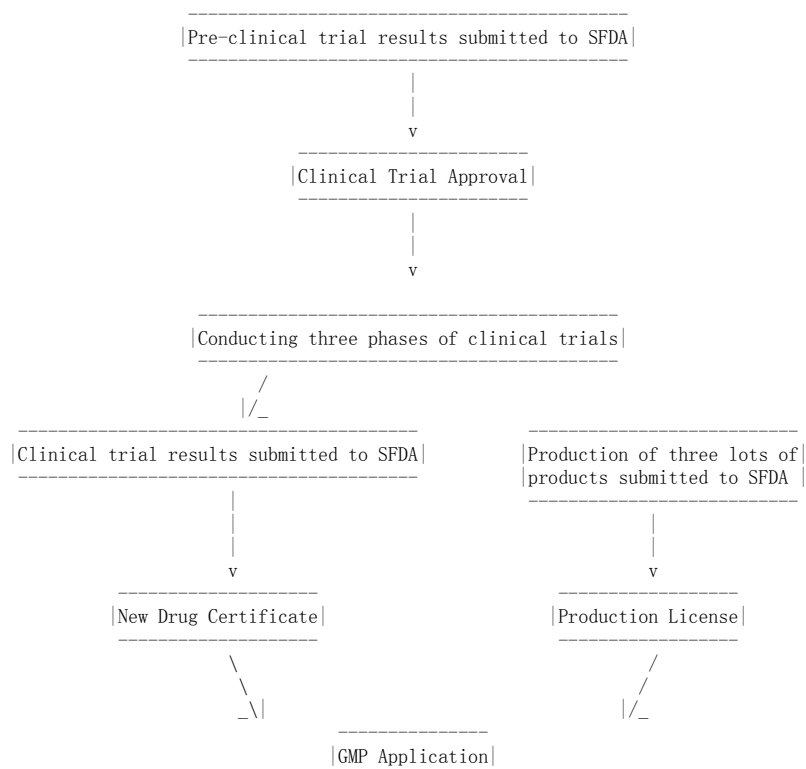 Pre-clinical trial results submitted to SFDA
Clinical Trial Approval
Conducting three phases of clinical trials
Clinical trial results submitted to SFDA
Production of three lots of
products submitted to SFDA
New Drug Certificate
Production License
GMP Application